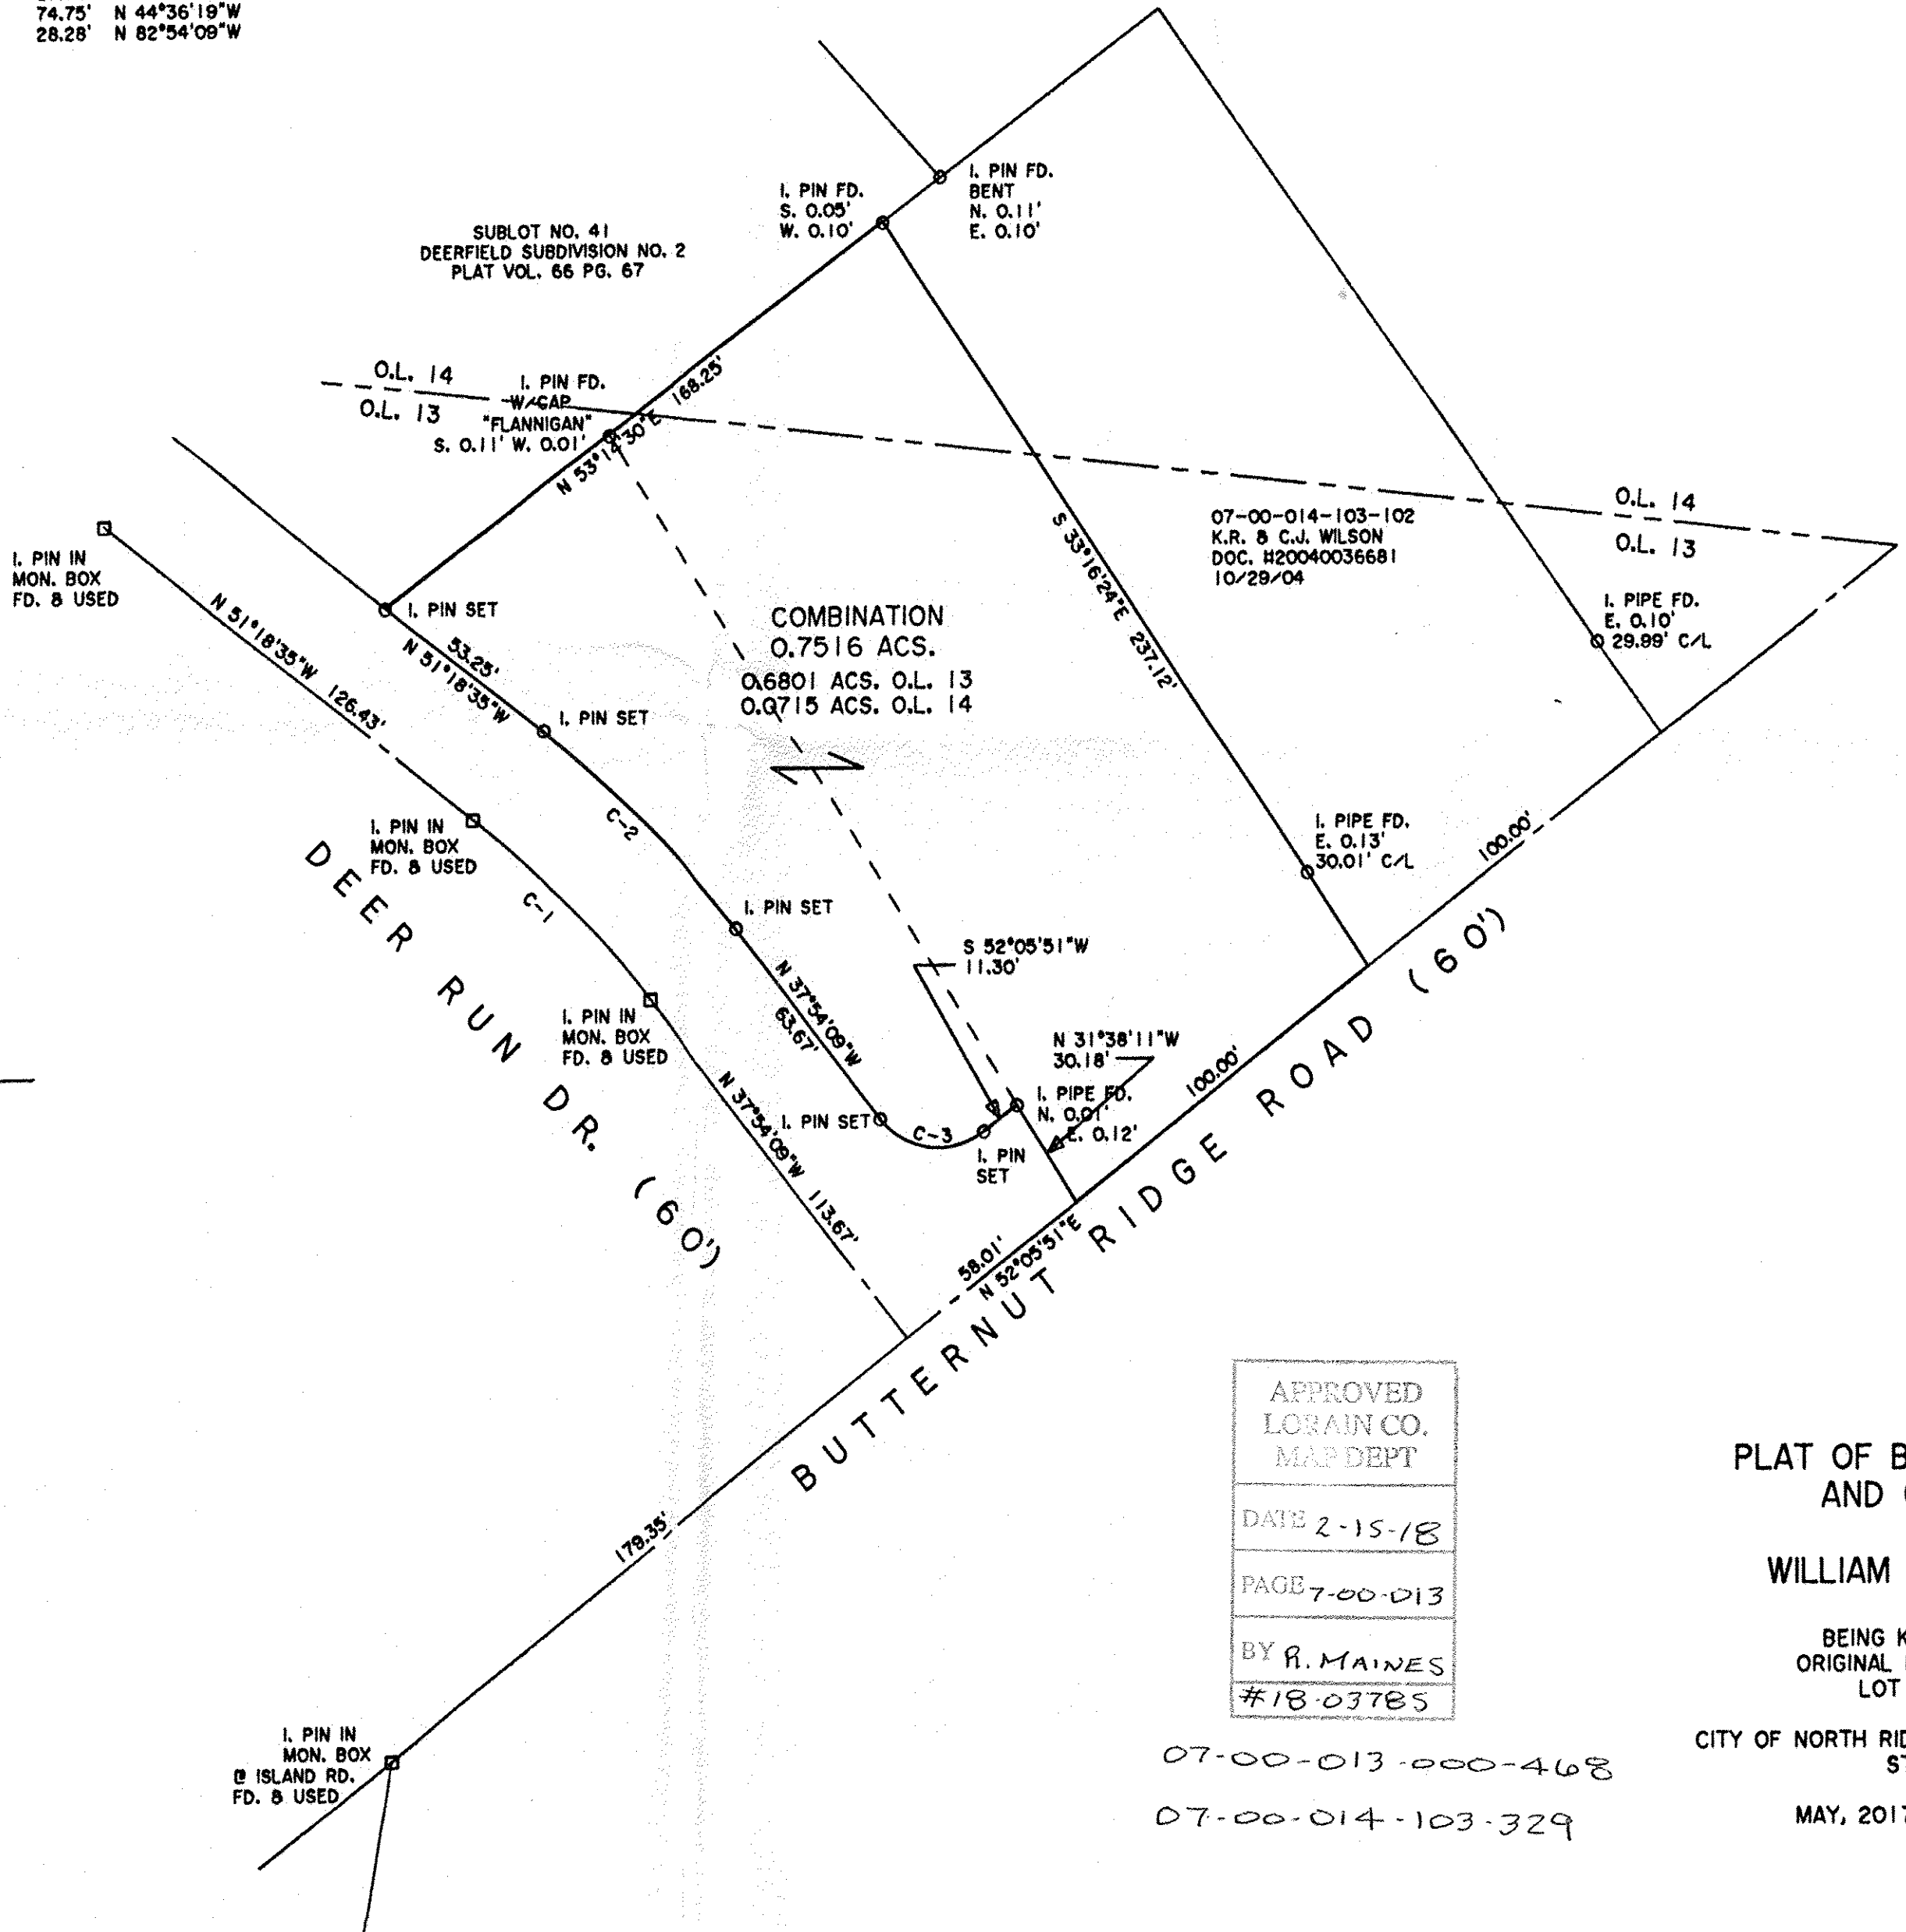 74.75' N 44°36'19"W
28.28' N 82°54'09"W
I. PIN FD.
S. 0.05'
W. 0.10'
I. PIN FD.
BENT
N. 0.11'
E. 0.10'
SUBLOT NO. 41
DEERFIELD SUBDIVISION NO. 2
PLAT VOL. 66 PG. 67
O.L. 14
O.L. 13
I. PIN FD.
W/CAP
"FLANNIGAN"
S. 0.11' W. 0.01'
N 53°12'30"E 168.25'
07-00-014-103-102
K.R. & C.J. WILSON
DOC. #20040036681
10/29/04
O.L. 14
O.L. 13
I. PIN IN
MON. BOX
FD. & USED
I. PIN SET
N 51°18'35"W 126.43'
53.25'
N 51°18'35"W
I. PIN SET
COMBINATION
0.7516 ACS.
0.6801 ACS. O.L. 13
0.0715 ACS. O.L. 14
S 33°16'24"E 237.12'
I. PIPE FD.
E. 0.10'
29.99' C/L
I. PIN IN
MON. BOX
FD. & USED
C-2
C-1
I. PIPE FD.
E. 0.13'
30.01' C/L
100.00'
I. PIN SET
S 52°05'51"W
11.30'
N 37°54'09"W
63.67'
I. PIN IN
MON. BOX
FD. & USED
N 31°38'11"W
30.18'
100.00'
I. PIPE FD.
N. 0.01'
E. 0.12'
I. PIN SET
C-3
I. PIN
SET
N 37°54'09"W 113.67'
DEER RUN DR. (60')
58.01'
N 52°05'51"E
BUTTERNUT RIDGE ROAD (60')
179.35'
I. PIN IN
MON. BOX
@ ISLAND RD.
FD. & USED
APPROVED
LORAIN CO.
MAP DEPT
DATE 2-15-18
PAGE 7-00-013
BY R. MAINES
#18-03785
07-00-013-000-468
07-00-014-103-329
PLAT OF B
AND
WILLIAM
BEING K
ORIGINAL
LOT
CITY OF NORTH RID
ST
MAY, 2017